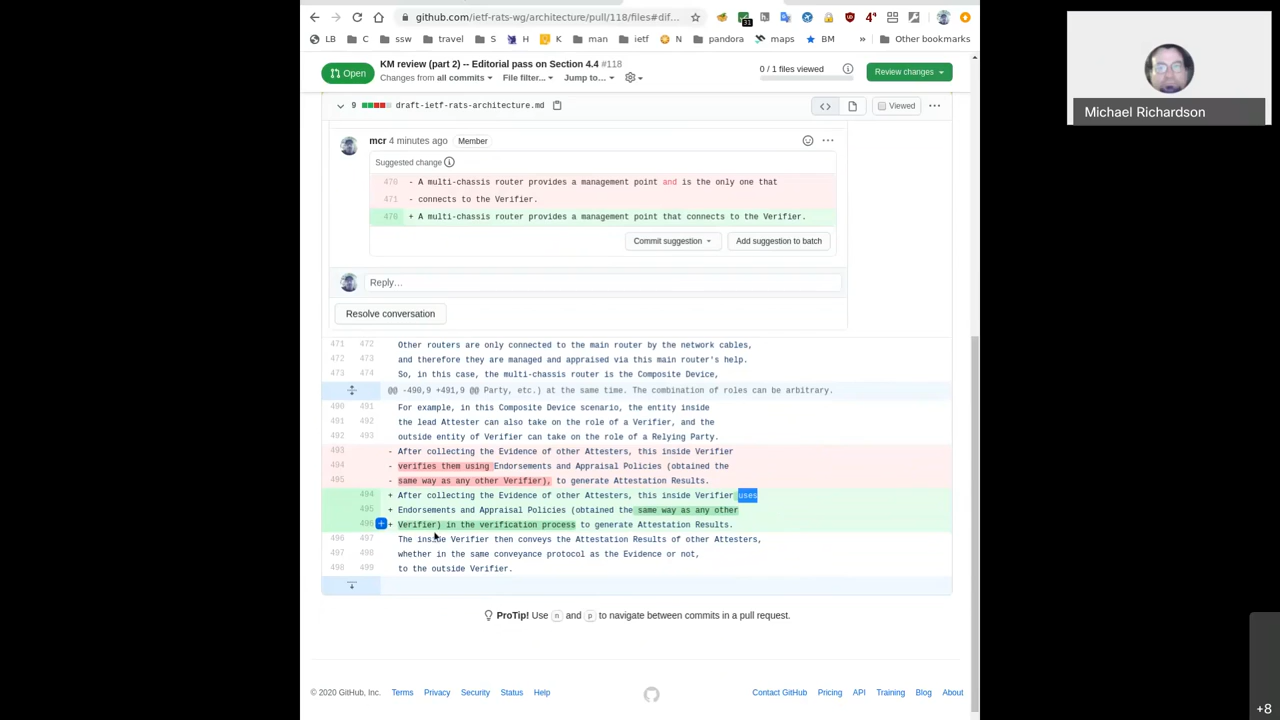 github.com/ietf-rats-wg/architecture/pull/118/files#dif...
31
LB C ssw travel S H K man ietf N pandora maps BM » Other bookmarks
Open
KM review (part 2) -- Editorial pass on Section 4.4 #118
Changes from all commits File filter... Jump to...
0 / 1 files viewed
Review changes
9 draft-ietf-rats-architecture.md
Viewed
mcr 4 minutes ago Member
Suggested change
470 - A multi-chassis router provides a management point and is the only one that
471 - connects to the Verifier.
470 + A multi-chassis router provides a management point that connects to the Verifier.
Commit suggestion Add suggestion to batch
Reply…
Resolve conversation
471 472 Other routers are only connected to the main router by the network cables,
472 473 and therefore they are managed and appraised via this main router's help.
473 474 So, in this case, the multi-chassis router is the Composite Device,
@@ -490,9 +491,9 @@ Party, etc.) at the same time. The combination of roles can be arbitrary.
490 491 For example, in this Composite Device scenario, the entity inside
491 492 the lead Attester can also take on the role of a Verifier, and the
492 493 outside entity of Verifier can take on the role of a Relying Party.
493 - After collecting the Evidence of other Attesters, this inside Verifier
494 - verifies them using Endorsements and Appraisal Policies (obtained the
495 - same way as any other Verifier), to generate Attestation Results.
494 + After collecting the Evidence of other Attesters, this inside Verifier uses
495 + Endorsements and Appraisal Policies (obtained the same way as any other
496 + Verifier) in the verification process to generate Attestation Results.
496 497 The inside Verifier then conveys the Attestation Results of other Attesters,
497 498 whether in the same conveyance protocol as the Evidence or not,
498 499 to the outside Verifier.
ProTip! Use n and p to navigate between commits in a pull request.
© 2020 GitHub, Inc. Terms Privacy Security Status Help
Contact GitHub Pricing API Training Blog About
Michael Richardson
+8